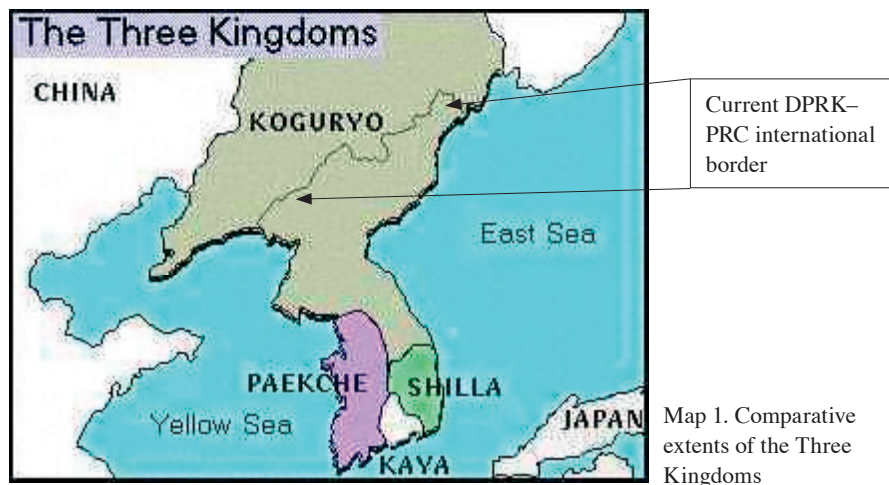 The Three Kingdoms
CHINA
KOGURYO
Current DPRK–
PRC international
border
East Sea
PAEKCHE
SHILLA
Yellow Sea
JAPAN
KAYA
Map 1. Comparative
extents of the Three
Kingdoms